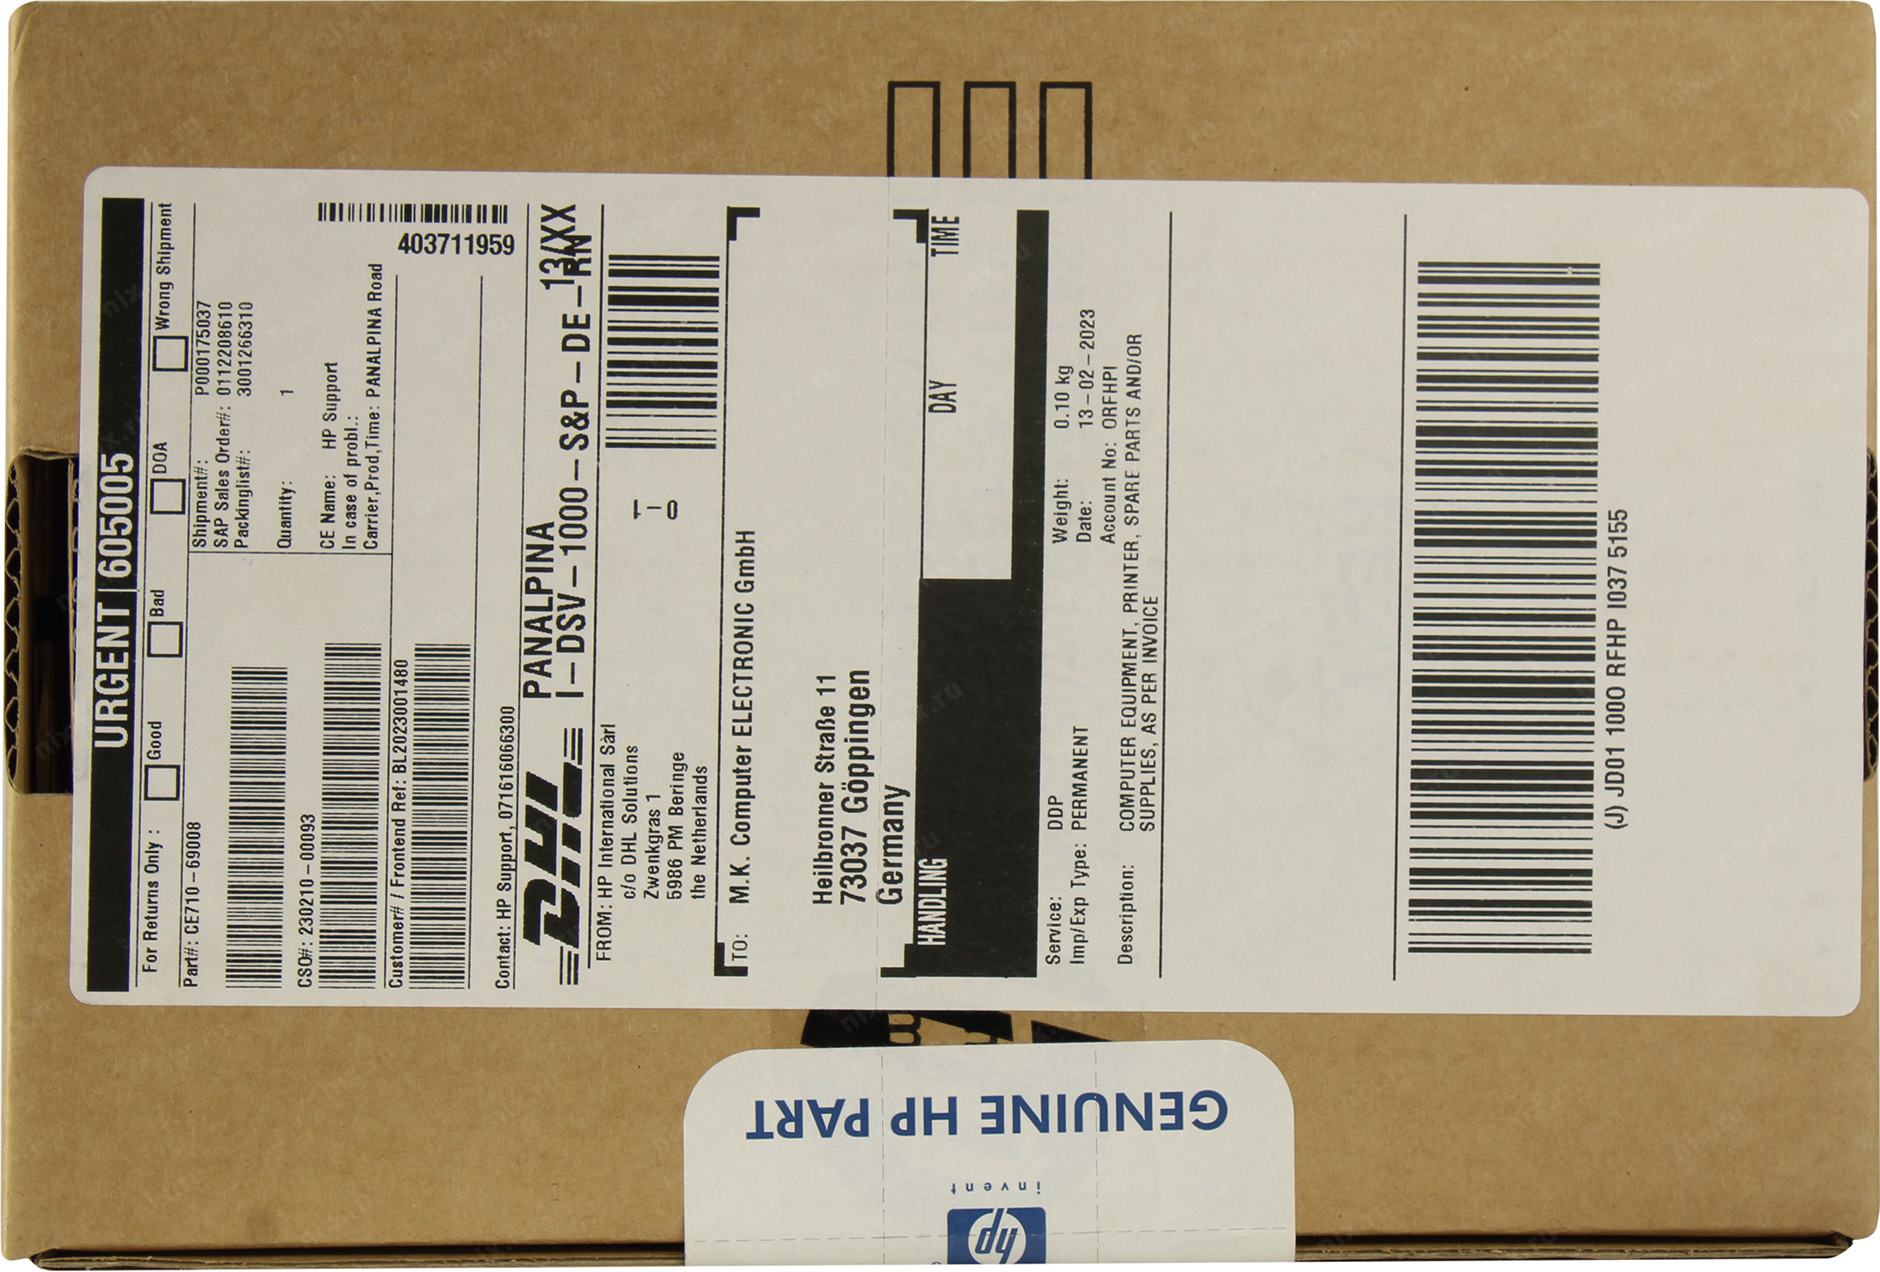 URGENT 605005
For Returns Only : Good Bad DOA Wrong Shipment
Part#: CE710-69008
Shipment#: P000175037
SAP Sales Order#: 0112208610
Packinglist#: 3001266310
Quantity: 1
CSO#: 230210-00093
CE Name: HP Support
In case of probl.:
Carrier,Prod,Time: PANALPINA Road
403711959
Customer# / Frontend Ref: BL2023001480
Contact: HP Support, 071616066300
DHL
PANALPINA
I-DSV-1000-S&P-DE-RN
13/XX
FROM: HP International Sàrl
c/o DHL Solutions
Zwenkgras 1
5986 PM Beringe
the Netherlands
TO: M.K. Computer ELECTRONIC GmbH
Heilbronner Straße 11
73037 Göppingen
Germany
HANDLING DAY TIME
Service: DDP
Weight: 0.10 kg
Imp/Exp Type: PERMANENT
Date: 13-02-2023
Account No: ORFHPI
Description: COMPUTER EQUIPMENT, PRINTER, SPARE PARTS AND/OR
SUPPLIES, AS PER INVOICE
(J) JD01 1000 RFHP I037 5155
hp
invent
GENUINE HP PART